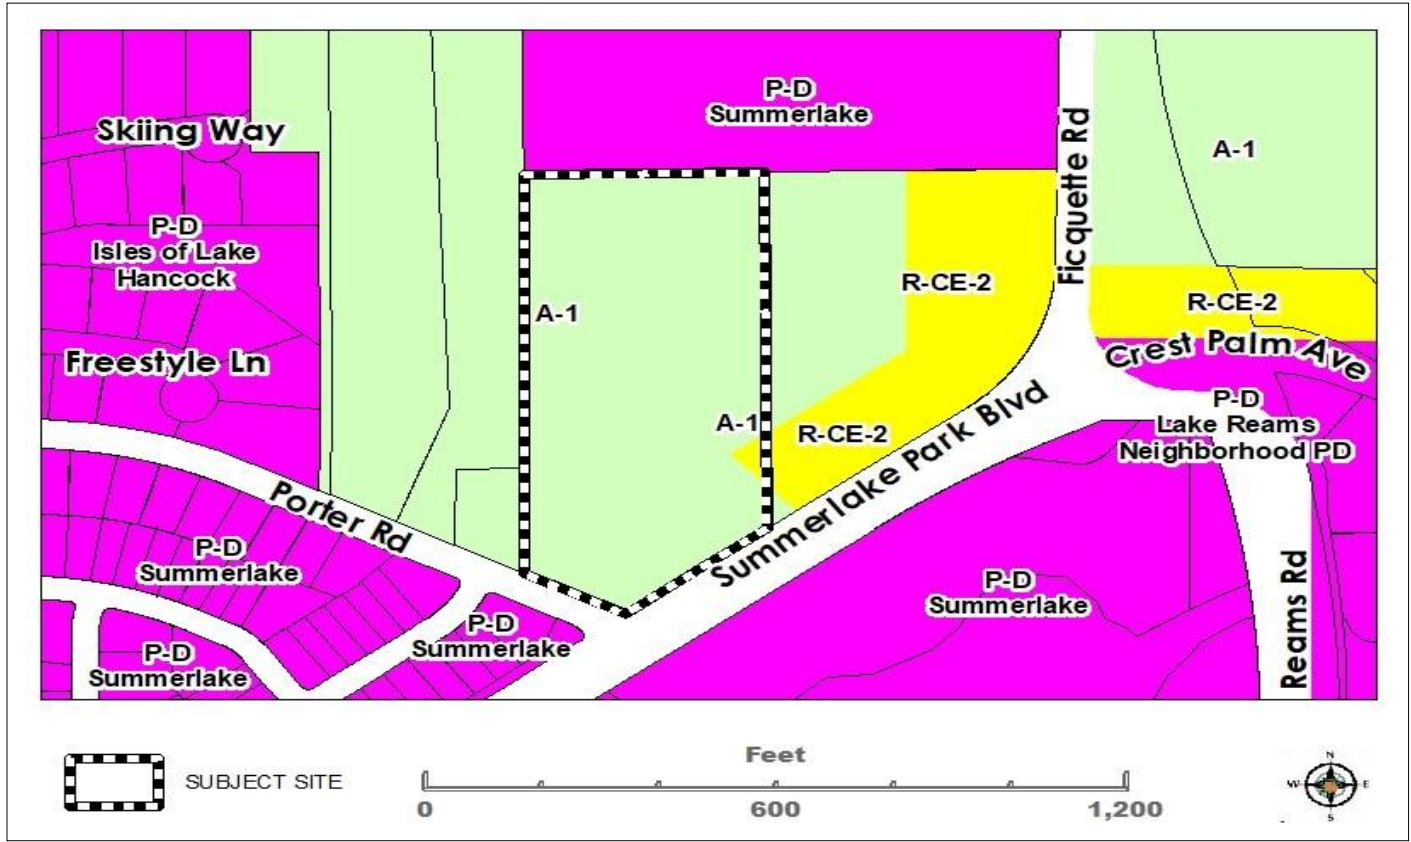 P-D
Summerlake
Skiing Way
Ficquette Rd
A-1
P-D
Isles of Lake
Hancock
R-CE-2
A-1
R-CE-2
Freestyle Ln
Crest Palm Ave
A-1
R-CE-2
P-D
Lake Reams
Neighborhood PD
Summerlake Park Blvd
Porter Rd
P-D
Summerlake
P-D
Summerlake
Reams Rd
P-D
Summerlake
P-D
Summerlake
SUBJECT SITE
Feet
0
600
1,200
N
W
E
S